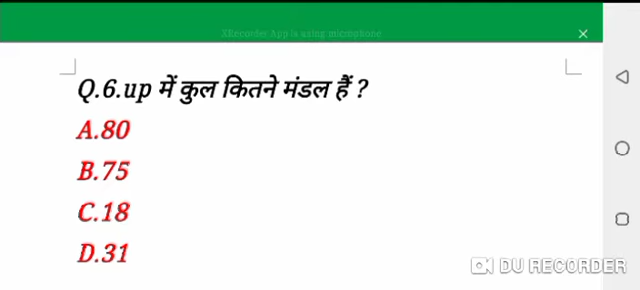 XRecorder App is using microphone
Q.6.up में कुल कितने मंडल हैं ?
A.80
B.75
C.18
D.31
DU RECORDER